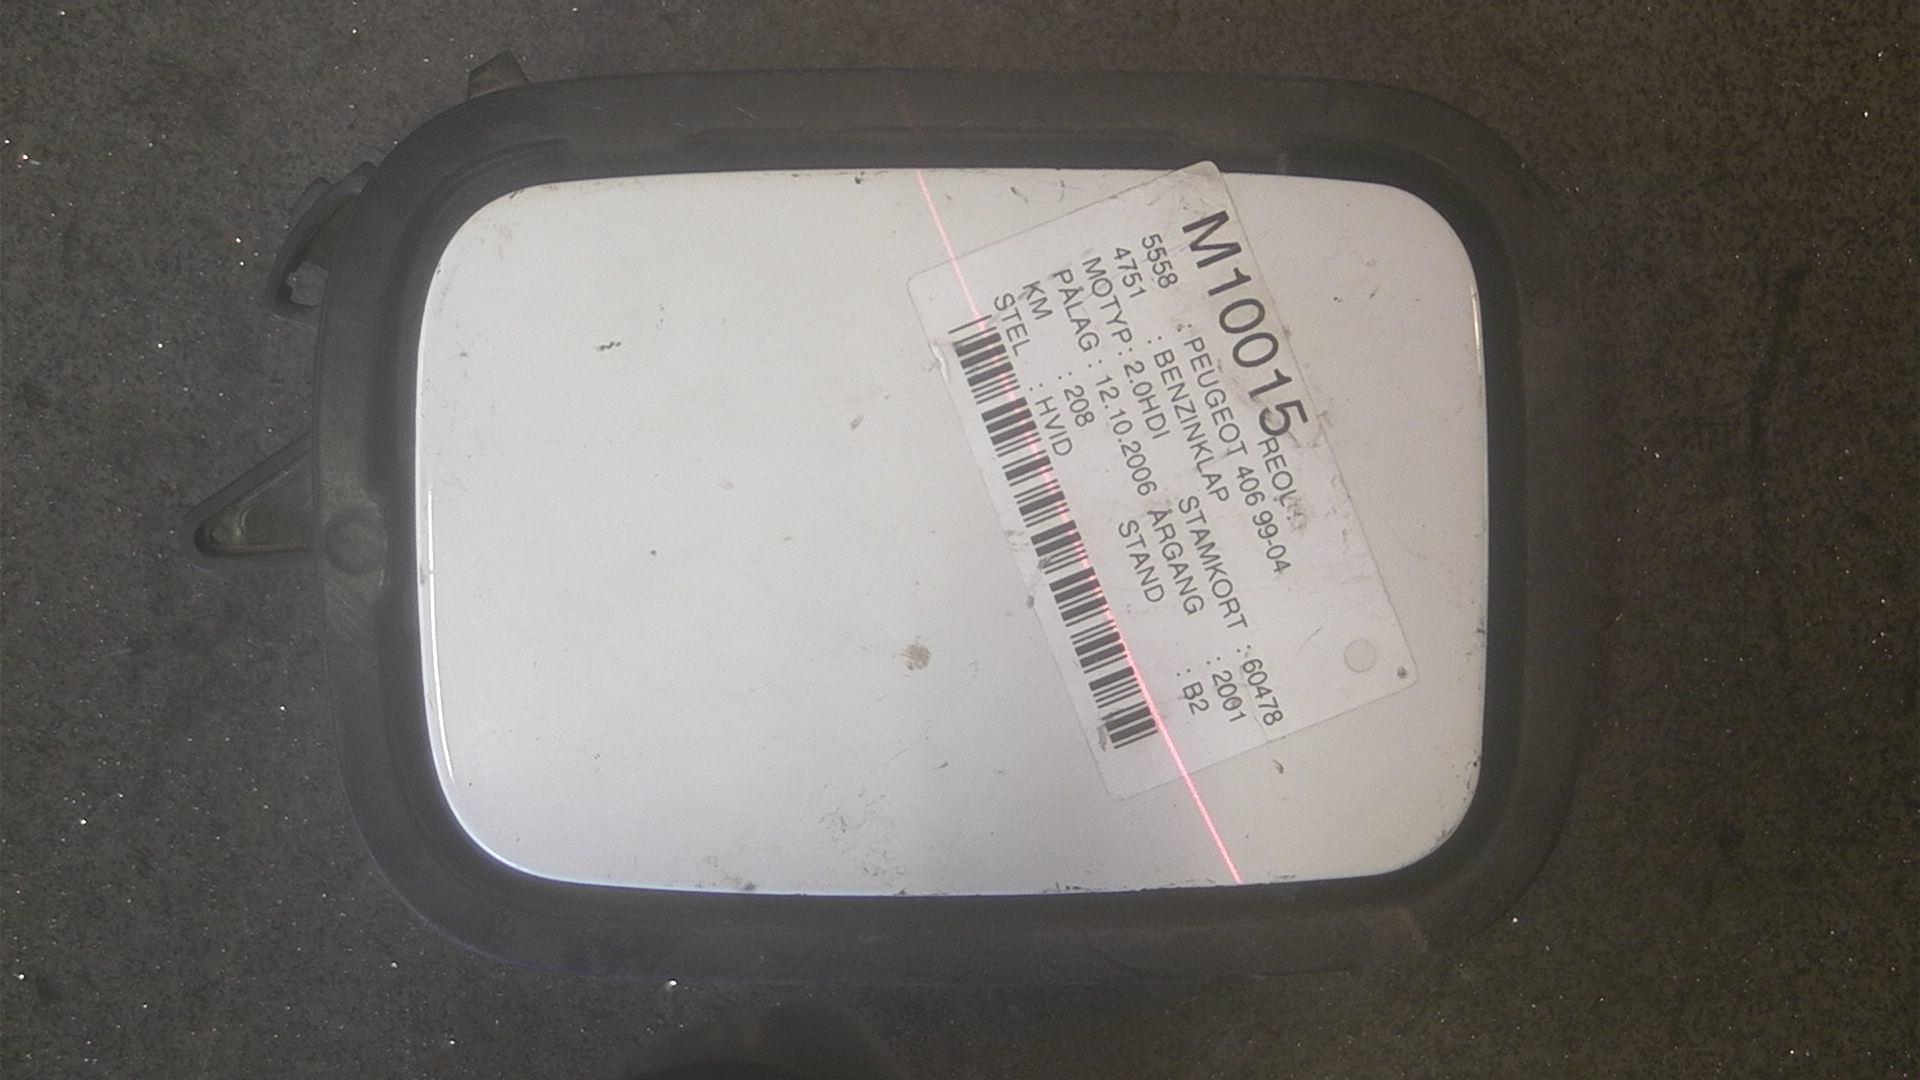 M10015 REOL
5558 : PEUGEOT 406 99-04
4751 : BENZINKLAP STAMKORT : 60478
MOTYP : 2.0HDI ÅRGANG : 2001
PÅLAG : 12.10.2006 STAND : B2
KM : 208
STEL : HVID